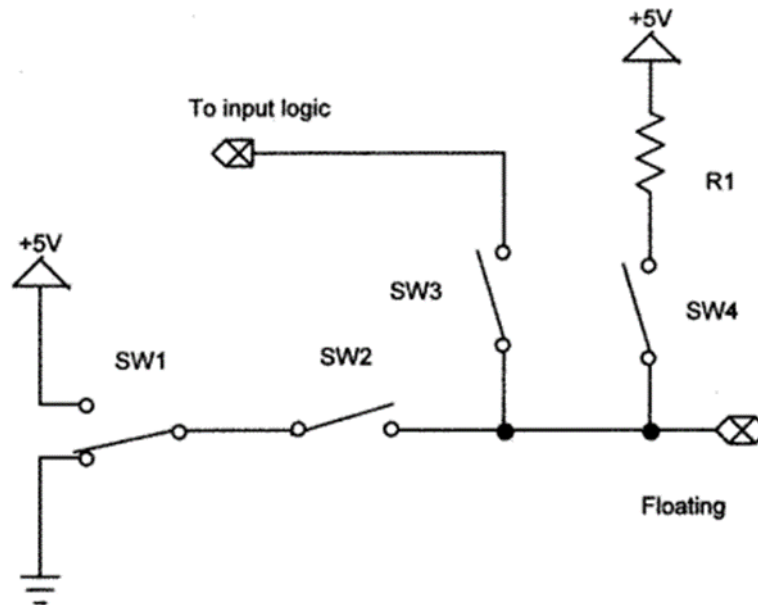 +5V
To input logic
R1
+5V
SW3
SW4
SW1
SW2
Floating